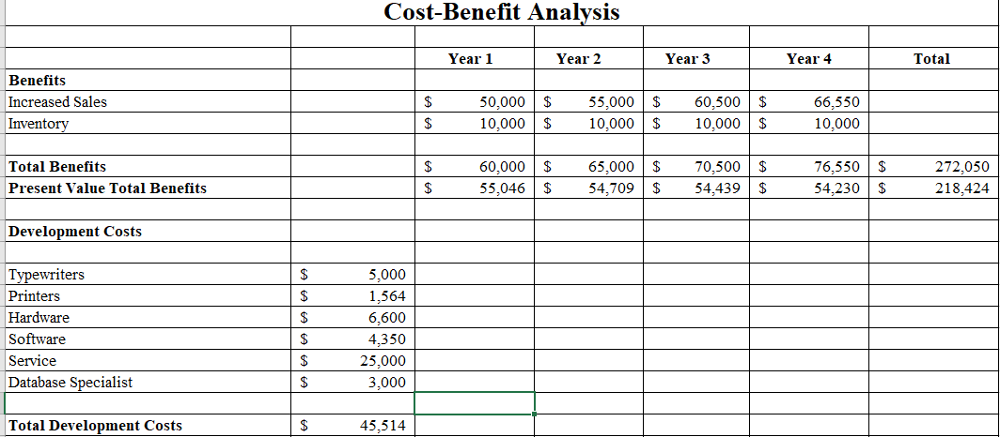 Cost-Benefit Analysis
Year 1 Year 2 Year 3 Year 4 Total
Benefits
Increased Sales $ 50,000 $ 55,000 $ 60,500 $ 66,550
Inventory $ 10,000 $ 10,000 $ 10,000 $ 10,000
Total Benefits $ 60,000 $ 65,000 $ 70,500 $ 76,550 $ 272,050
Present Value Total Benefits $ 55,046 $ 54,709 $ 54,439 $ 54,230 $ 218,424
Development Costs
Typewriters $ 5,000
Printers $ 1,564
Hardware $ 6,600
Software $ 4,350
Service $ 25,000
Database Specialist $ 3,000
Total Development Costs $ 45,514